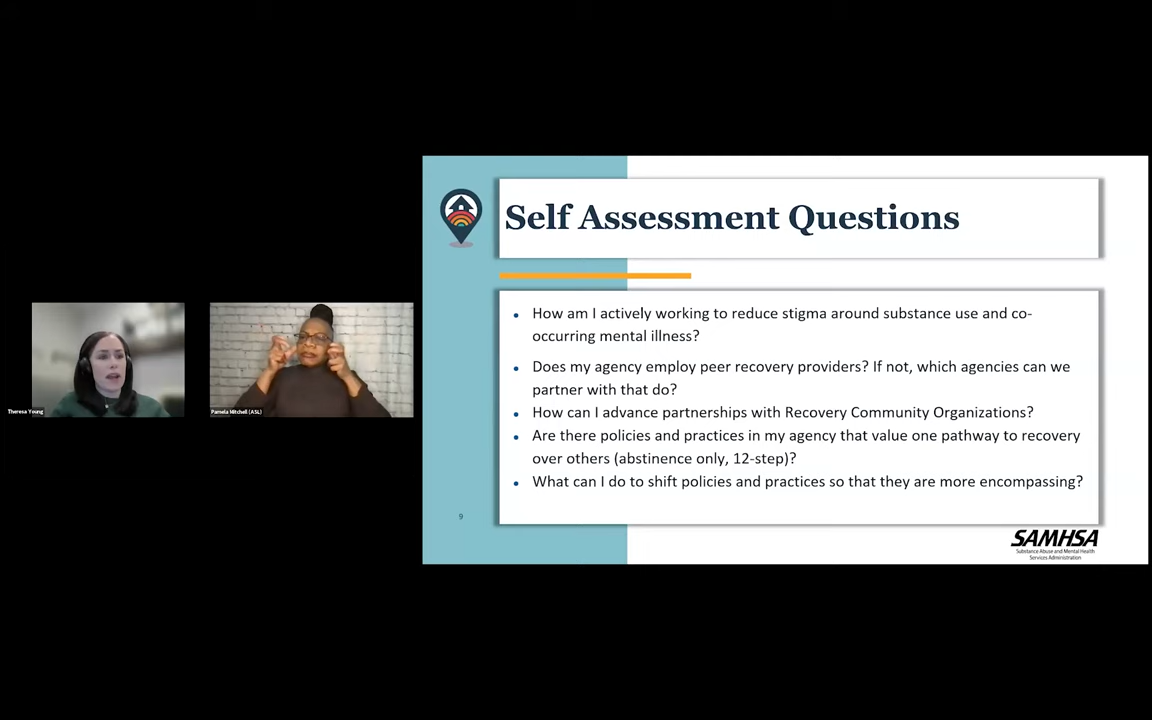 Self Assessment Questions
• How am I actively working to reduce stigma around substance use and co-
occurring mental illness?
• Does my agency employ peer recovery providers? If not, which agencies can we
partner with that do?
• How can I advance partnerships with Recovery Community Organizations?
• Are there policies and practices in my agency that value one pathway to recovery
over others (abstinence only, 12-step)?
• What can I do to shift policies and practices so that they are more encompassing?
9
SAMHSA
Substance Abuse and Mental Health
Services Administration
Theresa Young
Pamela Mitchell (ASL)